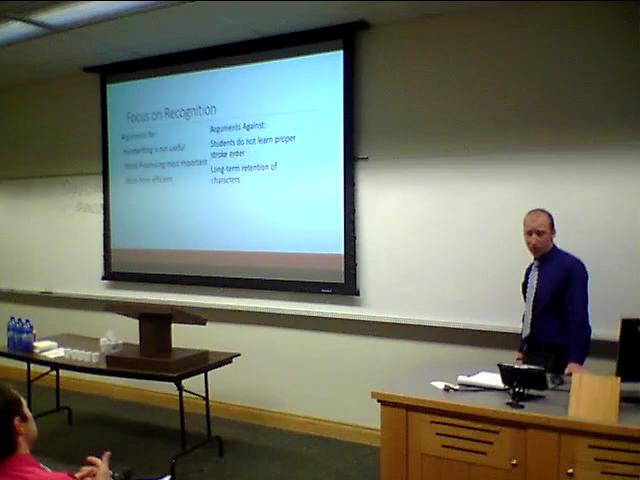 Focus on Recognition
Arguments for:
Handwriting is not useful
Word Processing most important
More time efficient
Arguments Against:
Students do not learn proper
stroke order
Long-term retention of
characters